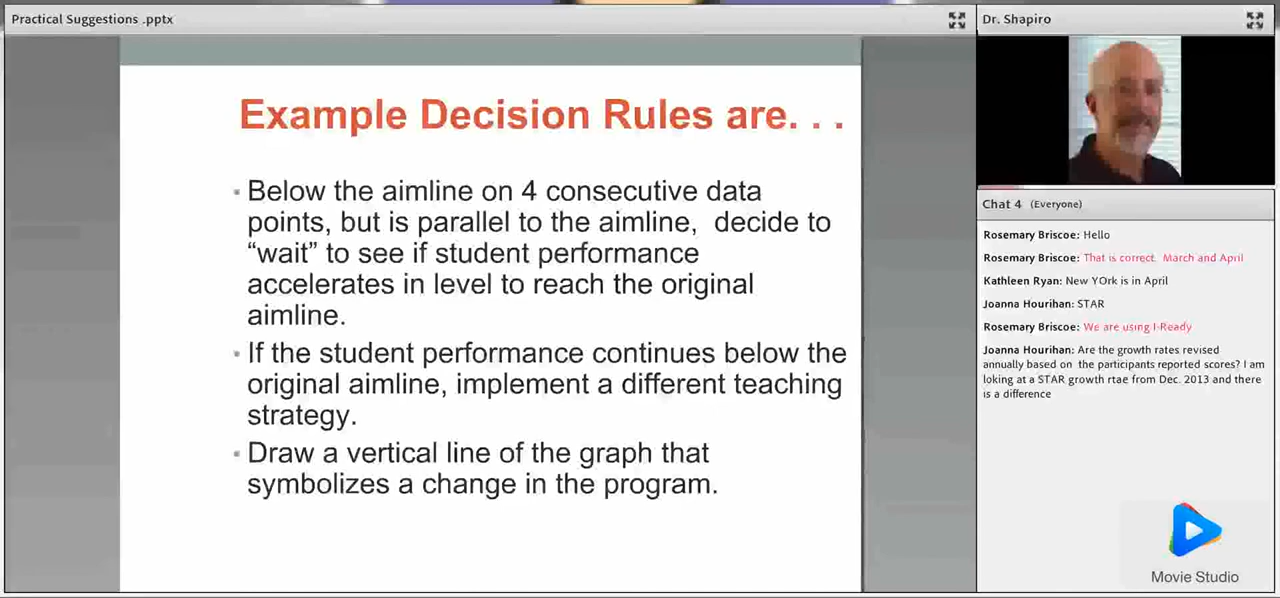 Practical Suggestions .pptx
Example Decision Rules are. . .
▪ Below the aimline on 4 consecutive data
points, but is parallel to the aimline, decide to
“wait” to see if student performance
accelerates in level to reach the original
aimline.
▪ If the student performance continues below the
original aimline, implement a different teaching
strategy.
▪ Draw a vertical line of the graph that
symbolizes a change in the program.
Dr. Shapiro
Chat 4 (Everyone)
Rosemary Briscoe: Hello
Rosemary Briscoe: That is correct. March and April
Kathleen Ryan: New YOrk is in April
Joanna Hourihan: STAR
Rosemary Briscoe: We are using I-Ready
Joanna Hourihan: Are the growth rates revised
annually based on the participants reported scores? I am
loking at a STAR growth rtae from Dec. 2013 and there
is a difference
Movie Studio